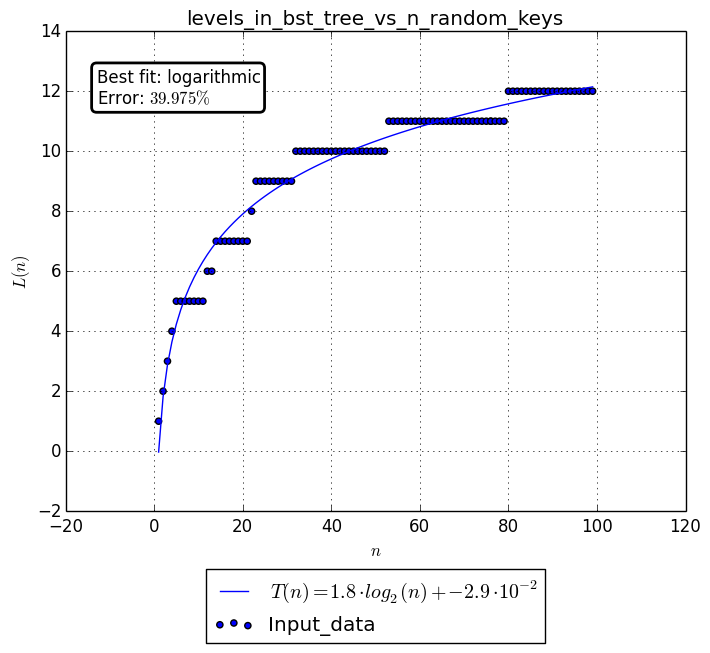 levels_in_bst_tree_vs_n_random_keys
14
12
10
8
6
4
2
0
−2
Best fit: logarithmic
Error: 39.975%
L(n)
−20
0
20
40
60
80
100
120
n
T(n)=1.8·log₂(n)+−2.9·10⁻²
Input_data